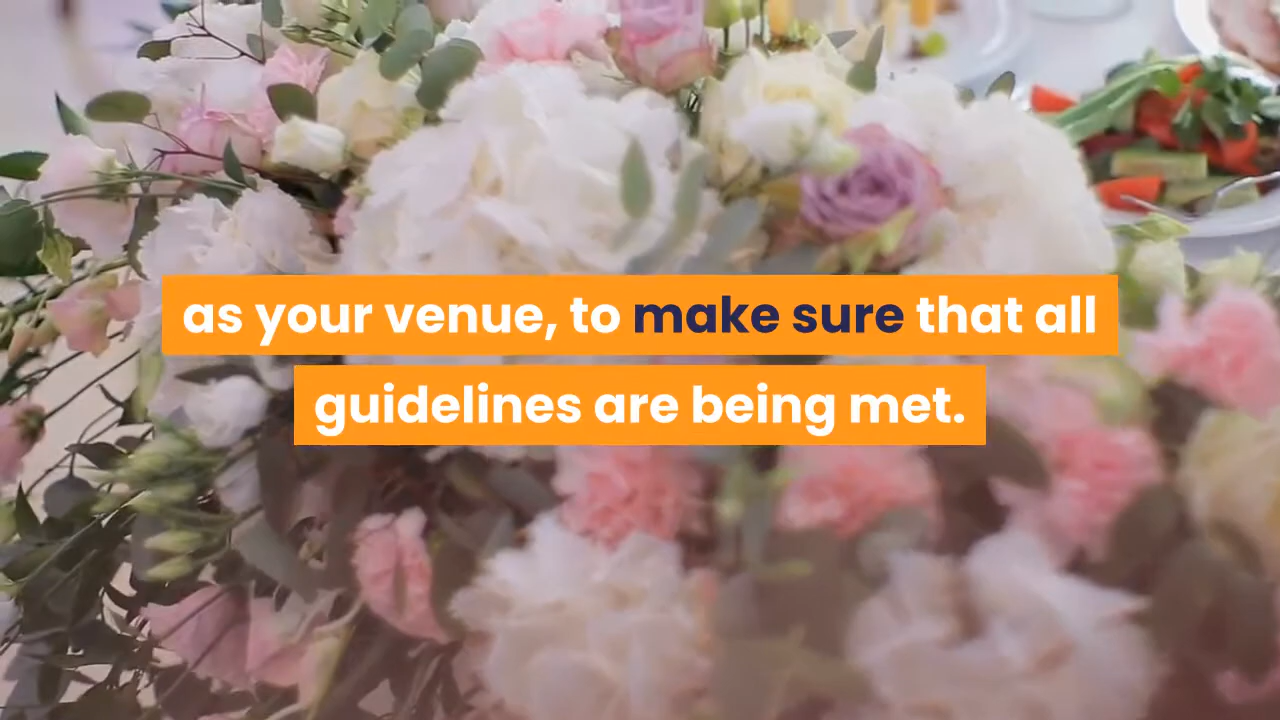 as your venue, to make sure that all
guidelines are being met.